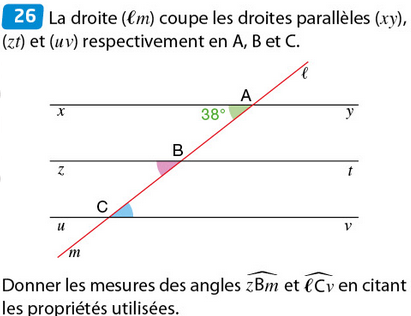 26 La droite (ℓm) coupe les droites parallèles (xy),
(zt) et (uv) respectivement en A, B et C.
ℓ
A
x 38° y
B
z t
C
u v
m
Donner les mesures des angles zBm et ℓCv en citant
les propriétés utilisées.